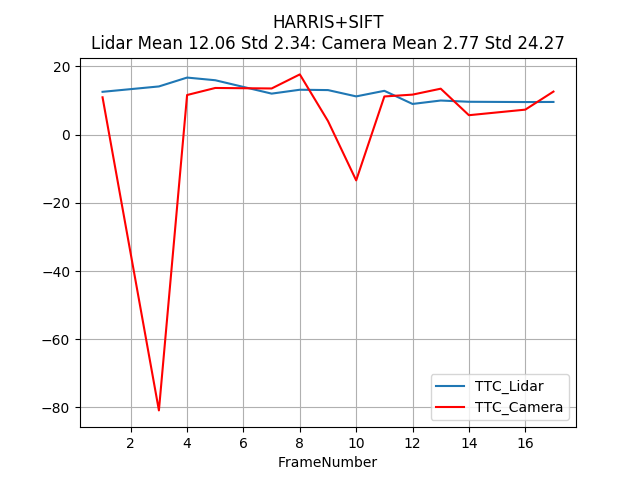 HARRIS+SIFT
Lidar Mean 12.06 Std 2.34: Camera Mean 2.77 Std 24.27
20
0
−20
−40
−60
−80
TTC_Lidar
TTC_Camera
2 4 6 8 10 12 14 16
FrameNumber